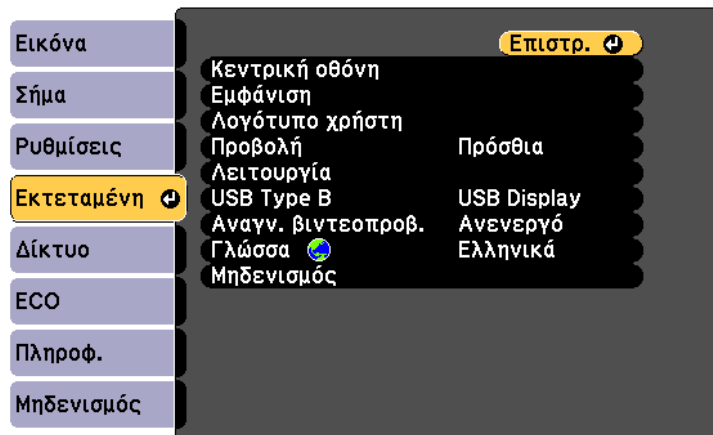 Εικόνα
Σήμα
Ρυθμίσεις
Εκτεταμένη
Δίκτυο
ECO
Πληροφ.
Μηδενισμός
Επιστρ.
Κεντρική οθόνη
Εμφάνιση
Λογότυπο χρήστη
Προβολή Πρόσθια
Λειτουργία
USB Type B USB Display
Αναγν. βιντεοπροβ. Ανενεργό
Γλώσσα Ελληνικά
Μηδενισμός